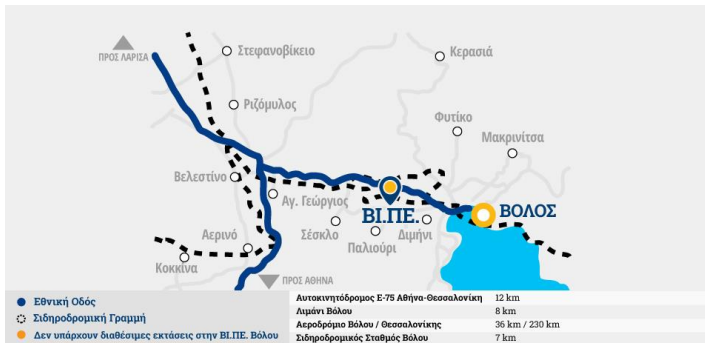 Στεφανοβίκειο
Κερασιά
ΠΡΟΣ ΛΑΡΙΣΑ
Ριζόμυλος
Φυτίκο
Μακρινίτσα
Βελεστίνο
Αγ. Γεώργιος
ΒΙ.ΠΕ.
ΒΟΛΟΣ
Σέσκλο
Διμήνι
Παλιούρι
Αερινό
Κοκκίνα
ΠΡΟΣ ΑΘΗΝΑ
Εθνική Οδός
Σιδηροδρομική Γραμμή
Δεν υπάρχουν διαθέσιμες εκτάσεις στην ΒΙ.ΠΕ. Βόλου
Αυτοκινητόδρομος Ε-75 Αθήνα-Θεσσαλονίκη 12 km
Λιμάνι Βόλου 8 km
Αεροδρόμιο Βόλου / Θεσσαλονίκης 36 km / 230 km
Σιδηροδρομικός Σταθμός Βόλου 7 km